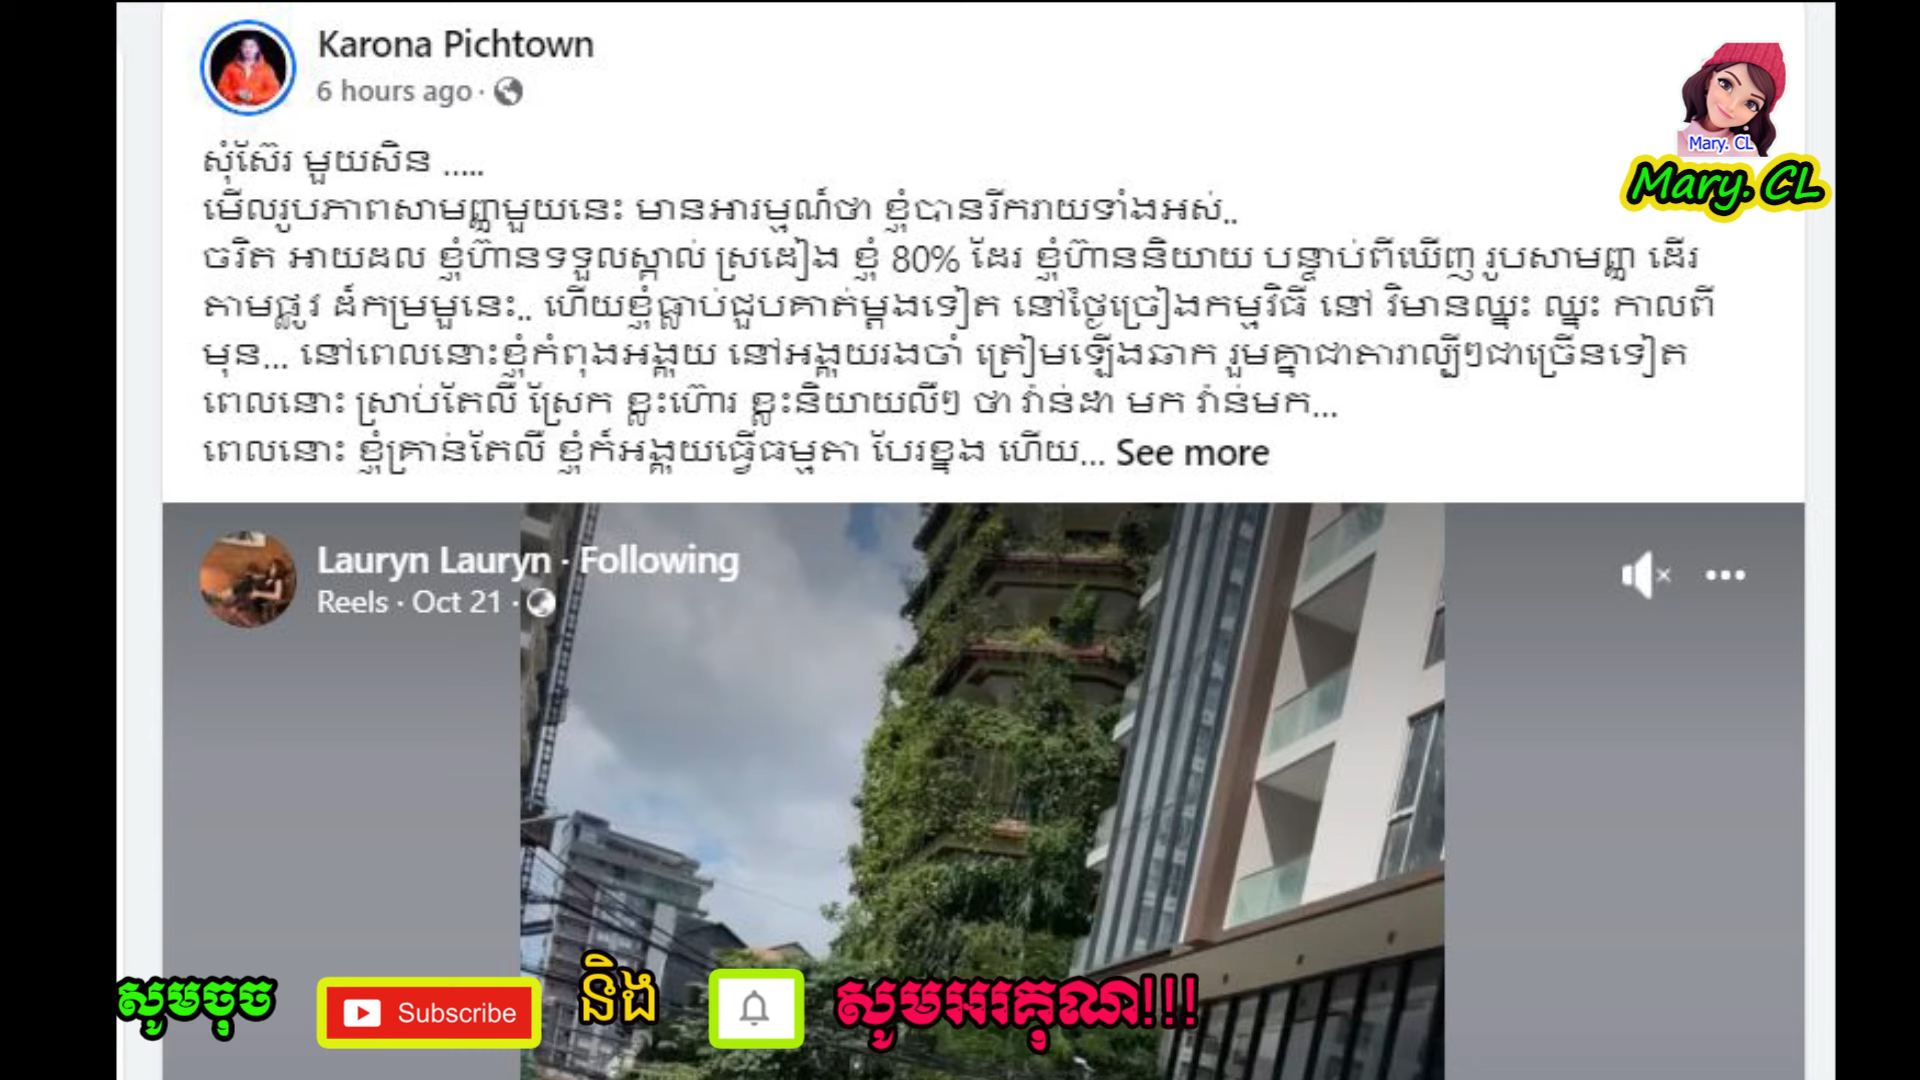 Karona Pichtown
6 hours ago ·
Mary. CL
Mary. CL
សុំស៊ែរ មួយសិន .....
មើលរូបភាពសាមញ្ញមួយនេះ មានអារម្មណ៍ថា ខ្ញុំបានរីករាយទាំងអស់..
ចរិត អាយដល ខ្ញុំហ៊ានទទួលស្គាល់ ស្រដៀង ខ្ញុំ 80% ដែរ ខ្ញុំហ៊ាននិយាយ បន្ទាប់ពីឃើញ រូបសាមញ្ញ ដើរ
តាមផ្លូវ ដ៏កម្រមួនេះ.. ហើយខ្ញុំធ្លាប់ជួបគាត់ម្តងទៀត នៅថ្ងៃច្រៀងកម្មវិធី នៅ វិមានឈ្នះ ឈ្នះ កាលពី
មុន... នៅពេលនោះខ្ញុំកំពុងអង្គុយ នៅអង្គុយរងចាំ ត្រៀមឡើងឆាក រួមគ្នាជាតារាល្បីៗជាច្រើនទៀត
ពេលនោះ ស្រាប់តែលឺ ស្រែក ខ្លះហ៊ោរ ខ្លះនិយាយលឺៗ ថា វ៉ាន់ដា មក វ៉ាន់មក...
ពេលនោះ ខ្ញុំគ្រាន់តែលឺ ខ្ញុំក៏អង្គុយធ្វើធម្មតា បែរខ្នង ហើយ... See more
Lauryn Lauryn · Following
Reels · Oct 21 ·
សូមចុច Subscribe និង សូមអរគុណ!!!